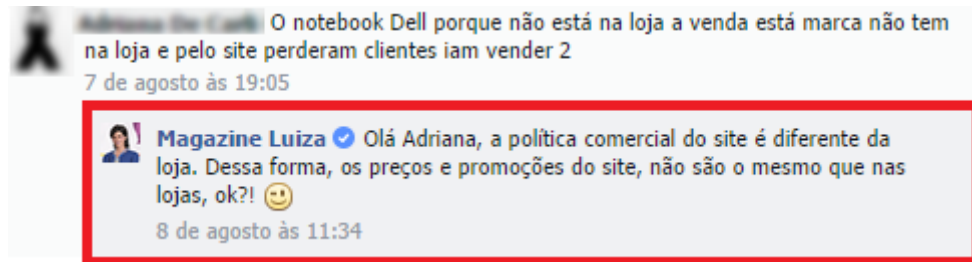 O notebook Dell porque não está na loja a venda está marca não tem
na loja e pelo site perderam clientes iam vender 2
7 de agosto às 19:05
Magazine Luiza Olá Adriana, a política comercial do site é diferente da
loja. Dessa forma, os preços e promoções do site, não são o mesmo que nas
lojas, ok?!
8 de agosto às 11:34